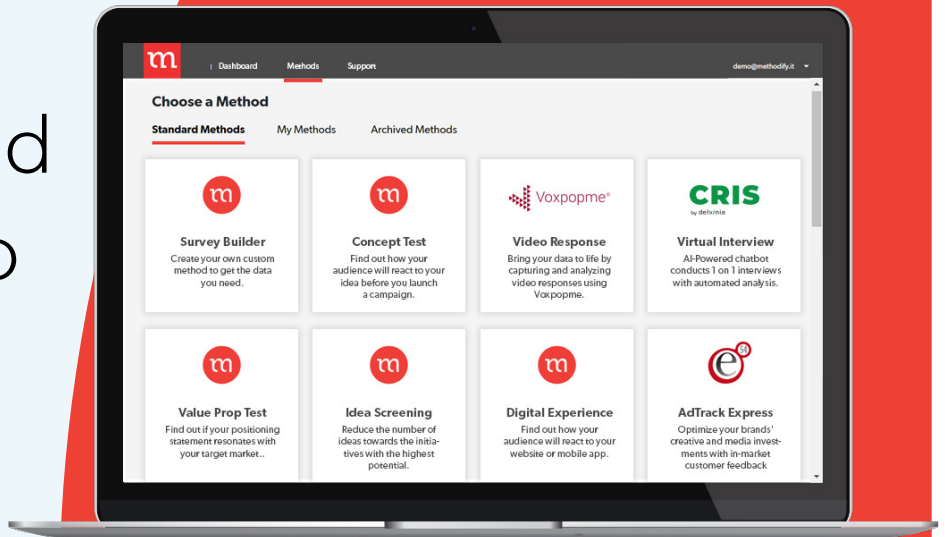 d
m
Dashboard Methods Support demo@methodify.it
Choose a Method
Standard Methods My Methods Archived Methods
m
Survey Builder
Create your own custom
method to get the data
you need.
m
Concept Test
Find out how your
audience will react to your
idea before you launch
a campaign.
Voxpopme®
Video Response
Bring your data to life by
capturing and analyzing
video responses using
Voxpopme.
CRIS
by delvinia
Virtual Interview
AI-Powered chatbot
conducts 1 on 1 interviews
with automated analysis.
m
Value Prop Test
Find out if your positioning
statement resonates with
your target market..
m
Idea Screening
Reduce the number of
ideas towards the initia-
tives with the highest
potential.
m
Digital Experience
Find out how your
audience will react to your
website or mobile app.
e54
AdTrack Express
Optimize your brands'
creative and media invest-
ments with in-market
customer feedback